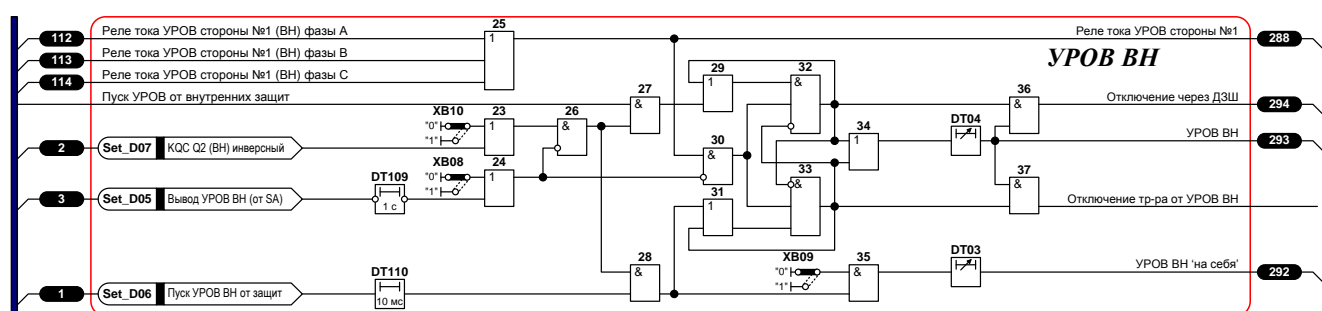 112 Реле тока УРОВ стороны №1 (ВН) фазы А 25 1 Реле тока УРОВ стороны №1 288
113 Реле тока УРОВ стороны №1 (ВН) фазы В УРОВ ВН
114 Реле тока УРОВ стороны №1 (ВН) фазы С
Пуск УРОВ от внутренних защит 27 & 29 1 32 & 36 & Отключение через ДЗШ 294
XB10 "0" "1" 23 1 26 & 34 1 DT04 УРОВ ВН 293
2 Set_D07 KQC Q2 (ВН) инверсный 30 &
XB08 "0" "1" 24 1 33 & 37 &
3 Set_D05 Вывод УРОВ ВН (от SA) DT109 1 с 31 1 Отключение тр-ра от УРОВ ВН
1 Set_D06 Пуск УРОВ ВН от защит DT110 10 мс 28 & XB09 "0" "1" 35 & DT03 УРОВ ВН 'на себя' 292